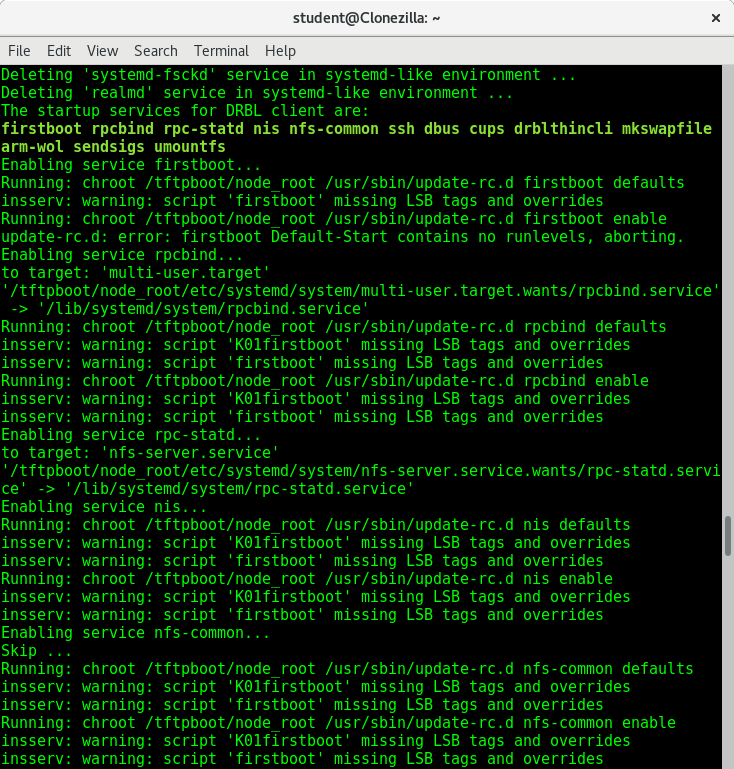 student@Clonezilla: ~
File Edit View Search Terminal Help
Deleting 'systemd-fsckd' service in systemd-like environment ...
Deleting 'realmd' service in systemd-like environment ...
The startup services for DRBL client are:
firstboot rpcbind rpc-statd nis nfs-common ssh dbus cups drblthincli mkswapfile
arm-wol sendsigs umountfs
Enabling service firstboot...
Running: chroot /tftpboot/node_root /usr/sbin/update-rc.d firstboot defaults
insserv: warning: script 'firstboot' missing LSB tags and overrides
Running: chroot /tftpboot/node_root /usr/sbin/update-rc.d firstboot enable
update-rc.d: error: firstboot Default-Start contains no runlevels, aborting.
Enabling service rpcbind...
to target: 'multi-user.target'
'/tftpboot/node_root/etc/systemd/system/multi-user.target.wants/rpcbind.service'
 -> '/lib/systemd/system/rpcbind.service'
Running: chroot /tftpboot/node_root /usr/sbin/update-rc.d rpcbind defaults
insserv: warning: script 'K01firstboot' missing LSB tags and overrides
insserv: warning: script 'firstboot' missing LSB tags and overrides
Running: chroot /tftpboot/node_root /usr/sbin/update-rc.d rpcbind enable
insserv: warning: script 'K01firstboot' missing LSB tags and overrides
insserv: warning: script 'firstboot' missing LSB tags and overrides
Enabling service rpc-statd...
to target: 'nfs-server.service'
'/tftpboot/node_root/etc/systemd/system/nfs-server.service.wants/rpc-statd.servi
ce' -> '/lib/systemd/system/rpc-statd.service'
Enabling service nis...
Running: chroot /tftpboot/node_root /usr/sbin/update-rc.d nis defaults
insserv: warning: script 'K01firstboot' missing LSB tags and overrides
insserv: warning: script 'firstboot' missing LSB tags and overrides
Running: chroot /tftpboot/node_root /usr/sbin/update-rc.d nis enable
insserv: warning: script 'K01firstboot' missing LSB tags and overrides
insserv: warning: script 'firstboot' missing LSB tags and overrides
Enabling service nfs-common...
Skip ...
Running: chroot /tftpboot/node_root /usr/sbin/update-rc.d nfs-common defaults
insserv: warning: script 'K01firstboot' missing LSB tags and overrides
insserv: warning: script 'firstboot' missing LSB tags and overrides
Running: chroot /tftpboot/node_root /usr/sbin/update-rc.d nfs-common enable
insserv: warning: script 'K01firstboot' missing LSB tags and overrides
insserv: warning: script 'firstboot' missing LSB tags and overrides